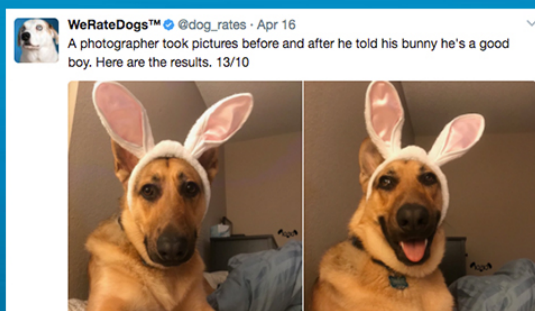 WeRateDogs™ @dog_rates · Apr 16
A photographer took pictures before and after he told his bunny he's a good
boy. Here are the results. 13/10